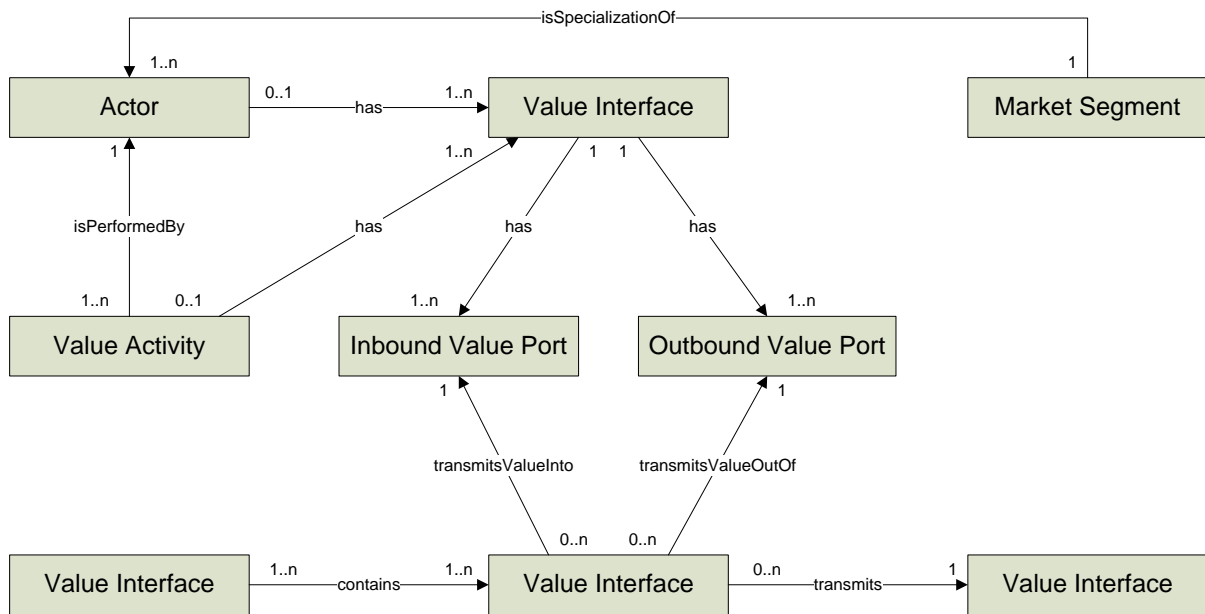 isSpecializationOf
1..n
1
Actor
0..1
has
1..n
Value Interface
Market Segment
1
1..n
1
1
isPerformedBy
has
has
has
1..n
0..1
1..n
1..n
Value Activity
Inbound Value Port
Outbound Value Port
1
1
transmitsValueInto
transmitsValueOutOf
0..n
0..n
Value Interface
1..n
contains
1..n
Value Interface
0..n
transmits
1
Value Interface